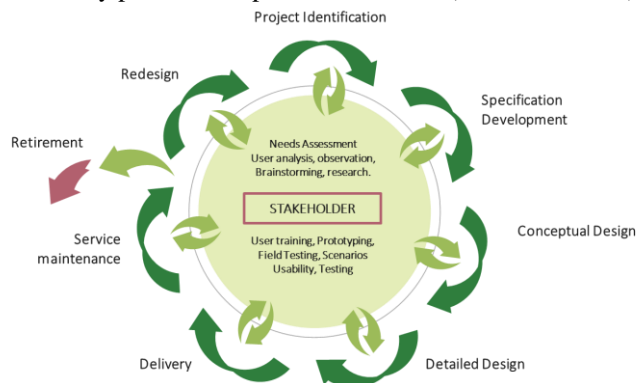 Project Identification
Redesign
Specification
Development
Retirement
Needs Assessment
User analysis, observation,
Brainstorming, research.
STAKEHOLDER
User training, Prototyping,
Field Testing, Scenarios
Usability, Testing
Service
maintenance
Conceptual Design
Delivery
Detailed Design